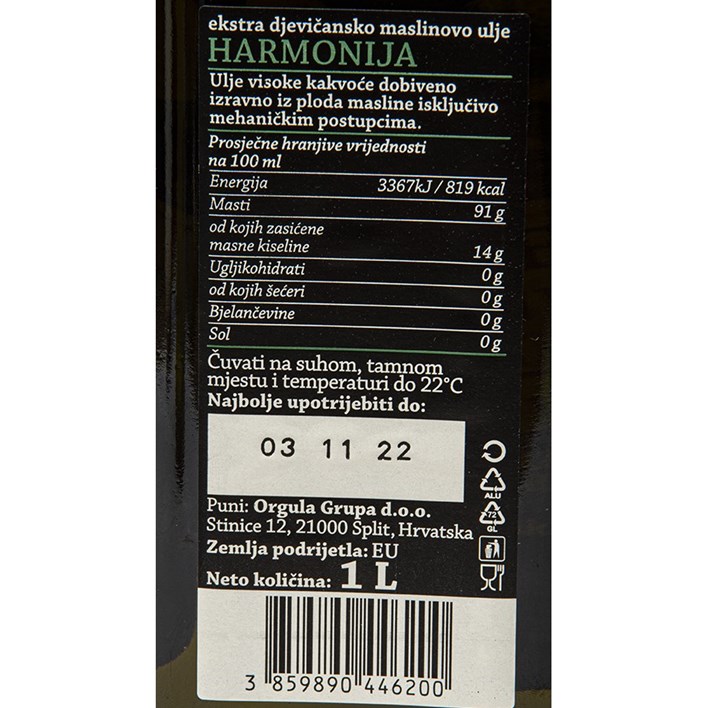 ekstra djevičansko maslinovo ulje
HARMONIJA
Ulje visoke kakvoće dobiveno
izravno iz ploda masline isključivo
mehaničkim postupcima.
Prosječne hranjive vrijednosti
na 100 ml
Energija 3367kJ / 819 kcal
Masti 91 g
od kojih zasićene
masne kiseline 14 g
Ugljikohidrati 0 g
od kojih šećeri 0 g
Bjelančevine 0 g
Sol 0 g
Čuvati na suhom, tamnom
mjestu i temperaturi do 22°C
Najbolje upotrijebiti do:
03 11 22
ALU
72
GL
Puni: Orgula Grupa d.o.o.
Stinice 12, 21000 Split, Hrvatska
Zemlja podrijetla: EU
Neto količina: 1 L
3 859890 446200